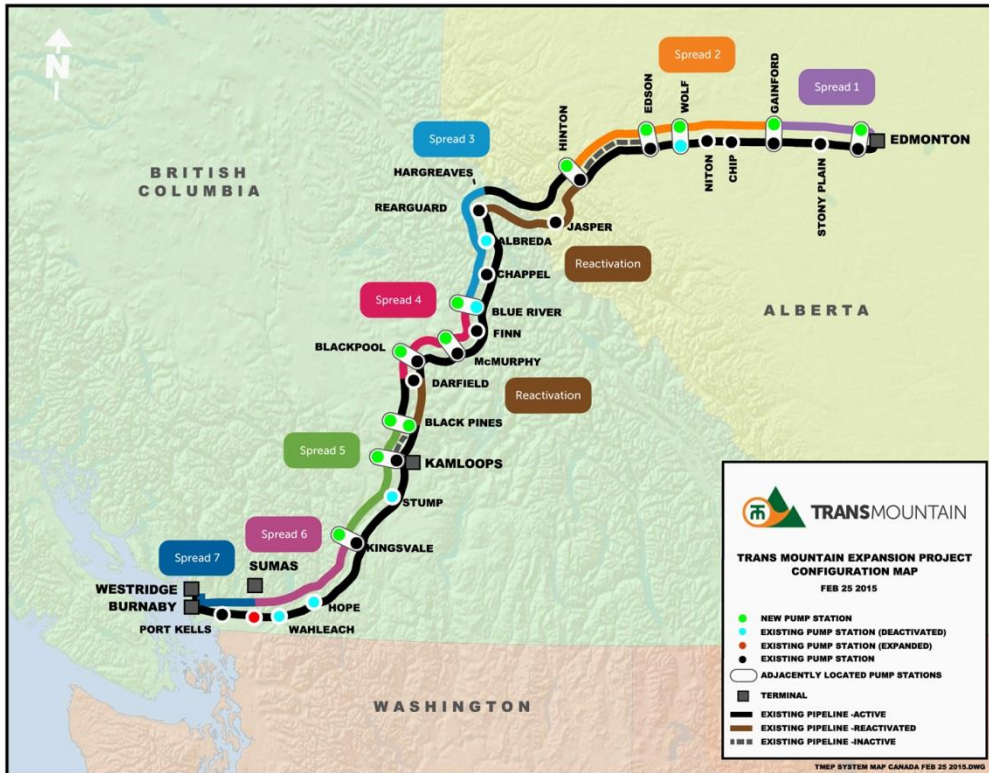 N
Spread 2
Spread 1
EDSON
WOLF
GAINFORD
HINTON
Spread 3
EDMONTON
BRITISH
COLUMBIA
HARGREAVES
NITON
CHIP
STONY PLAIN
REARGUARD
JASPER
ALBREDA
Reactivation
CHAPPEL
Spread 4
BLUE RIVER
ALBERTA
FINN
BLACKPOOL
McMURPHY
DARFIELD
Reactivation
BLACK PINES
Spread 5
KAMLOOPS
STUMP
Spread 6
KINGSVALE
Spread 7
SUMAS
WESTRIDGE
BURNABY
HOPE
PORT KELLS
WAHLEACH
WASHINGTON
TRANSMOUNTAIN
TRANS MOUNTAIN EXPANSION PROJECT
CONFIGURATION MAP
FEB 25 2015
NEW PUMP STATION
EXISTING PUMP STATION (DEACTIVATED)
EXISTING PUMP STATION (EXPANDED)
EXISTING PUMP STATION
ADJACENTLY LOCATED PUMP STATIONS
TERMINAL
EXISTING PIPELINE -ACTIVE
EXISTING PIPELINE -REACTIVATED
EXISTING PIPELINE -INACTIVE
TMEP SYSTEM MAP CANADA FEB 25 2015.DWG